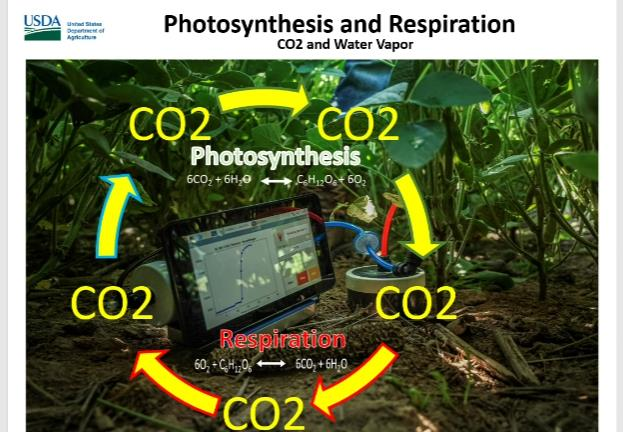 USDA
United States
Department of
Agriculture
Photosynthesis and Respiration
CO2 and Water Vapor
CO2
CO2
Photosynthesis
6CO₂ + 6H₂O ⟷ C₆H₁₂O₆ + 6O₂
CO2
CO2
Respiration
6O₂ + C₆H₁₂O₆ ⟷ 6CO₂ + 6H₂O
CO2